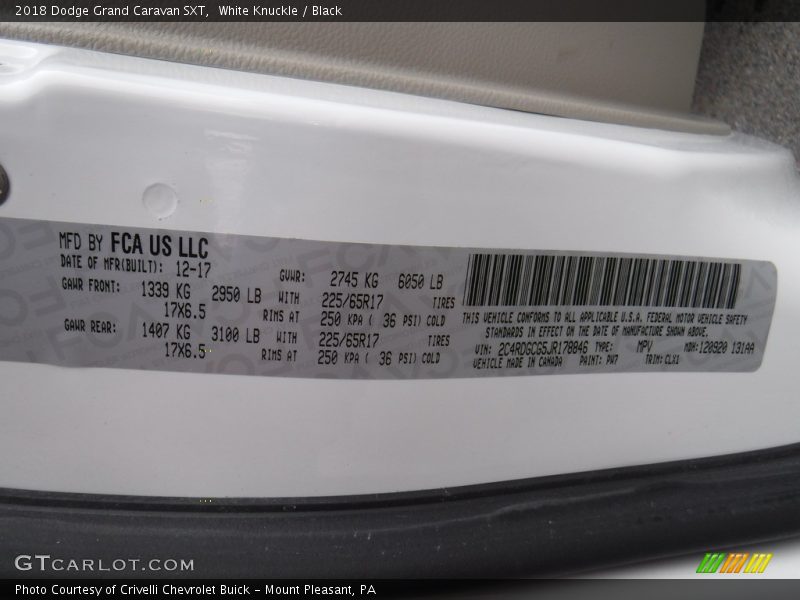 2018 Dodge Grand Caravan SXT, White Knuckle / Black
MFD BY FCA US LLC
DATE OF MFR(BUILT): 12-17
GVWR: 2745 KG 6050 LB
GAWR FRONT: 1339 KG 2950 LB WITH 225/65R17 TIRES
17X6.5 RIMS AT 250 KPA ( 36 PSI) COLD
GAWR REAR: 1407 KG 3100 LB WITH 225/65R17 TIRES
17X6.5 RIMS AT 250 KPA ( 36 PSI) COLD
THIS VEHICLE CONFORMS TO ALL APPLICABLE U.S.A. FEDERAL MOTOR VEHICLE SAFETY
STANDARDS IN EFFECT ON THE DATE OF MANUFACTURE SHOWN ABOVE.
VIN: 2C4RDGCG5JR178846 TYPE: MPV MDH:120920 131AA
VEHICLE MADE IN CANADA PAINT: PW7 TRIM: CLX1
GTCARLOT.COM
Photo Courtesy of Crivelli Chevrolet Buick – Mount Pleasant, PA